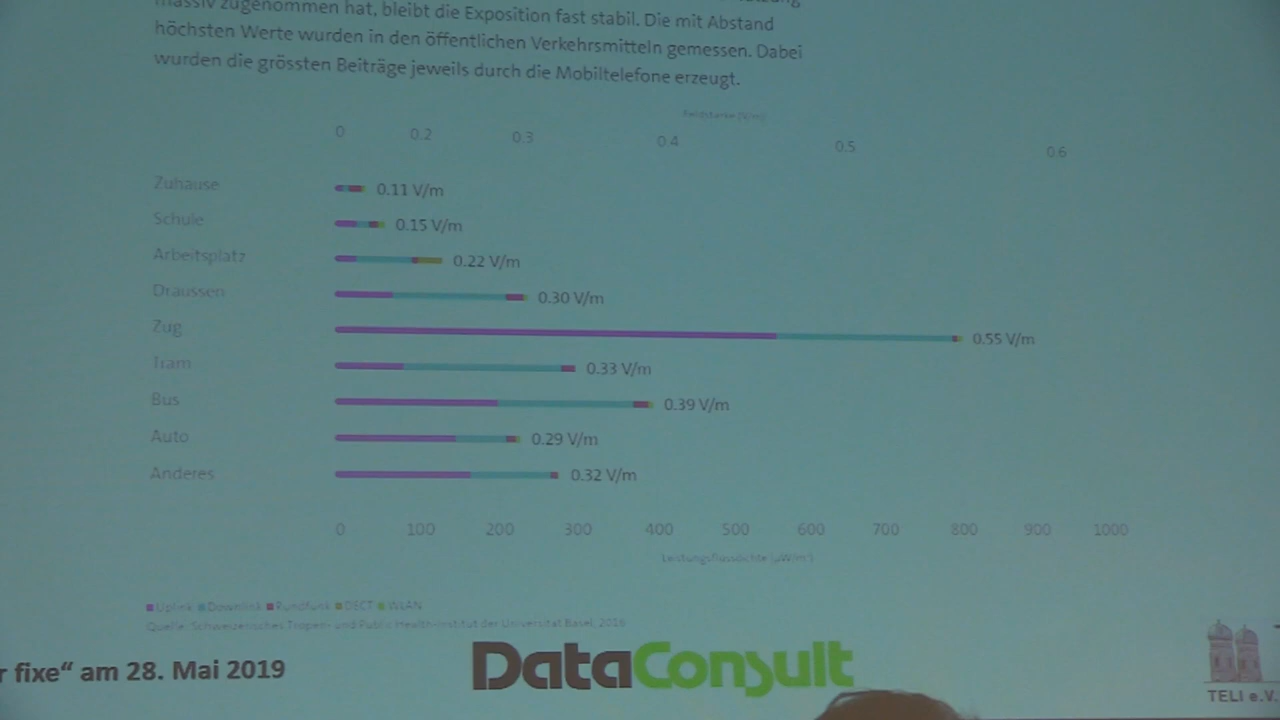 massiv zugenommen hat, bleibt die Exposition fast stabil. Die mit Abstand
höchsten Werte wurden in den öffentlichen Verkehrsmitteln gemessen. Dabei
wurden die grössten Beiträge jeweils durch die Mobiltelefone erzeugt.
Feldstärke (V/m)
0 0.2 0.3 0.4 0.5 0.6
Zuhause 0.11 V/m
Schule 0.15 V/m
Arbeitsplatz 0.22 V/m
Draussen 0.30 V/m
Zug 0.55 V/m
Tram 0.33 V/m
Bus 0.39 V/m
Auto 0.29 V/m
Anderes 0.32 V/m
0 100 200 300 400 500 600 700 800 900 1000
Leistungsflussdichte (µW/m²)
Uplink Downlink Rundfunk DECT WLAN
Quelle: Schweizerisches Tropen- und Public Health-Institut der Universität Basel, 2016
r fixe“ am 28. Mai 2019
DataConsult
TELI e.V.